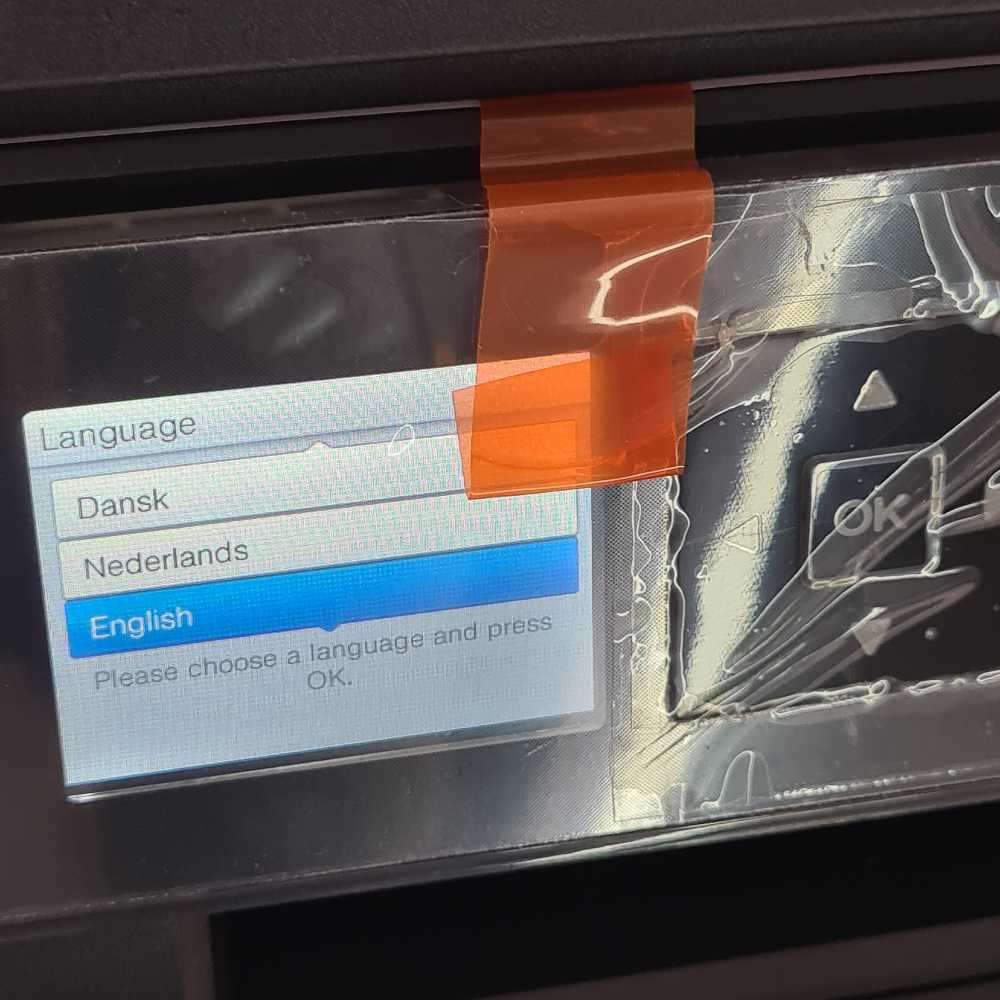 Language
Dansk
Nederlands
English
Please choose a language and press
OK.
OK